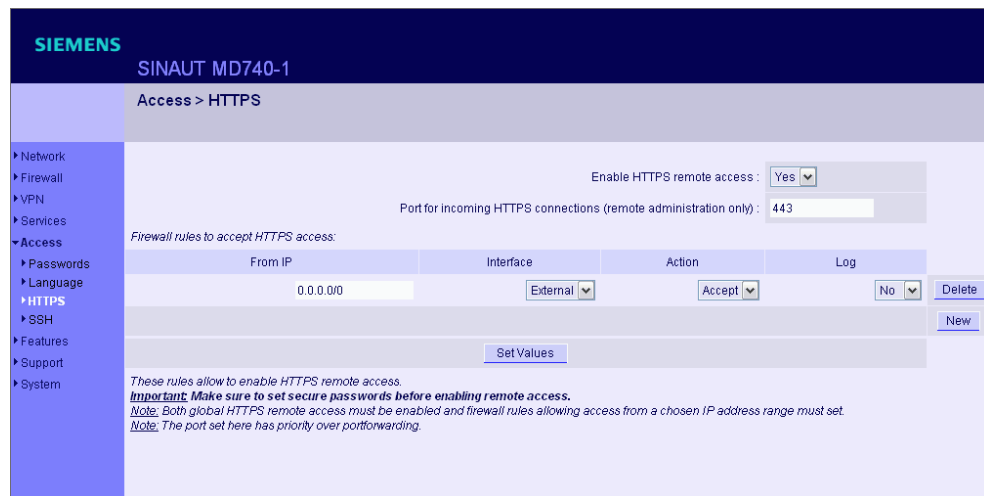 SIEMENS
SINAUT MD740-1
Access > HTTPS
Network
Firewall
VPN
Services
Access
Passwords
Language
HTTPS
SSH
Features
Support
System
Enable HTTPS remote access : Yes
Port for incoming HTTPS connections (remote administration only) : 443
Firewall rules to accept HTTPS access:
From IP Interface Action Log
0.0.0.0/0 External Accept No Delete
New
Set Values
These rules allow to enable HTTPS remote access.
Important: Make sure to set secure passwords before enabling remote access.
Note: Both global HTTPS remote access must be enabled and firewall rules allowing access from a chosen IP address range must set.
Note: The port set here has priority over portforwarding.